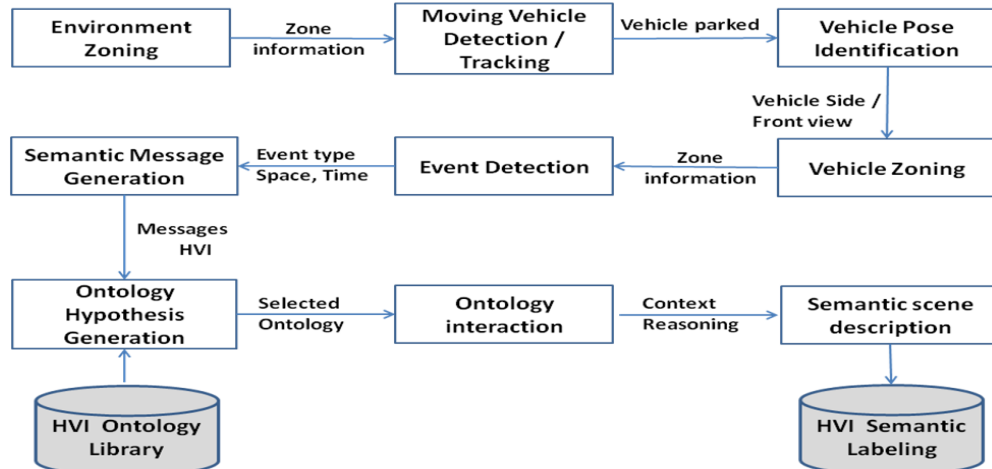 Environment
Zoning
Zone
information
Moving Vehicle
Detection /
Tracking
Vehicle parked
Vehicle Pose
Identification
Vehicle Side /
Front view
Vehicle Zoning
Zone
information
Event Detection
Event type
Space, Time
Semantic Message
Generation
Messages
HVI
Ontology
Hypothesis
Generation
Selected
Ontology
Ontology
interaction
Context
Reasoning
Semantic scene
description
HVI Ontology
Library
HVI Semantic
Labeling